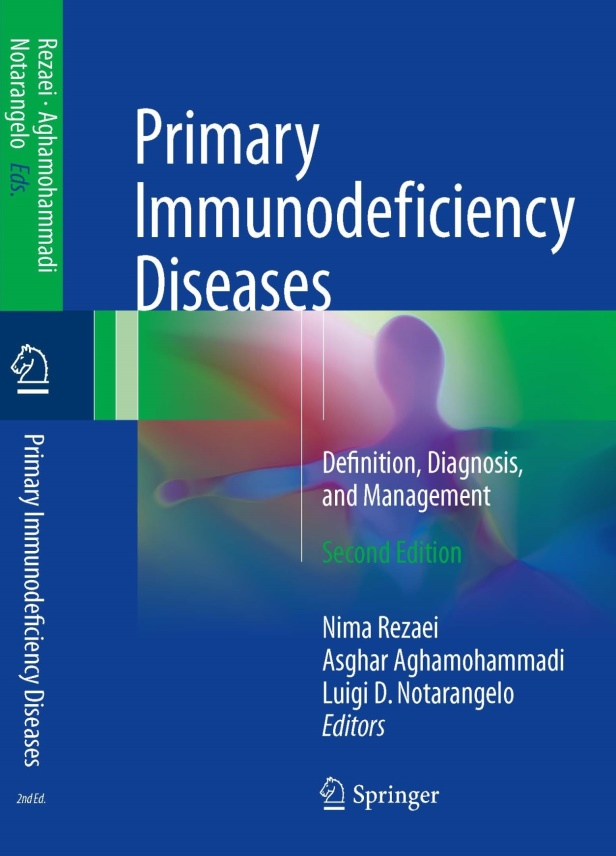 Rezaei · Aghamohammadi
Notarangelo Eds.
Primary Immunodeficiency Diseases
2nd Ed.
Primary
Immunodeficiency
Diseases
Definition, Diagnosis,
and Management
Second Edition
Nima Rezaei
Asghar Aghamohammadi
Luigi D. Notarangelo
Editors
Springer